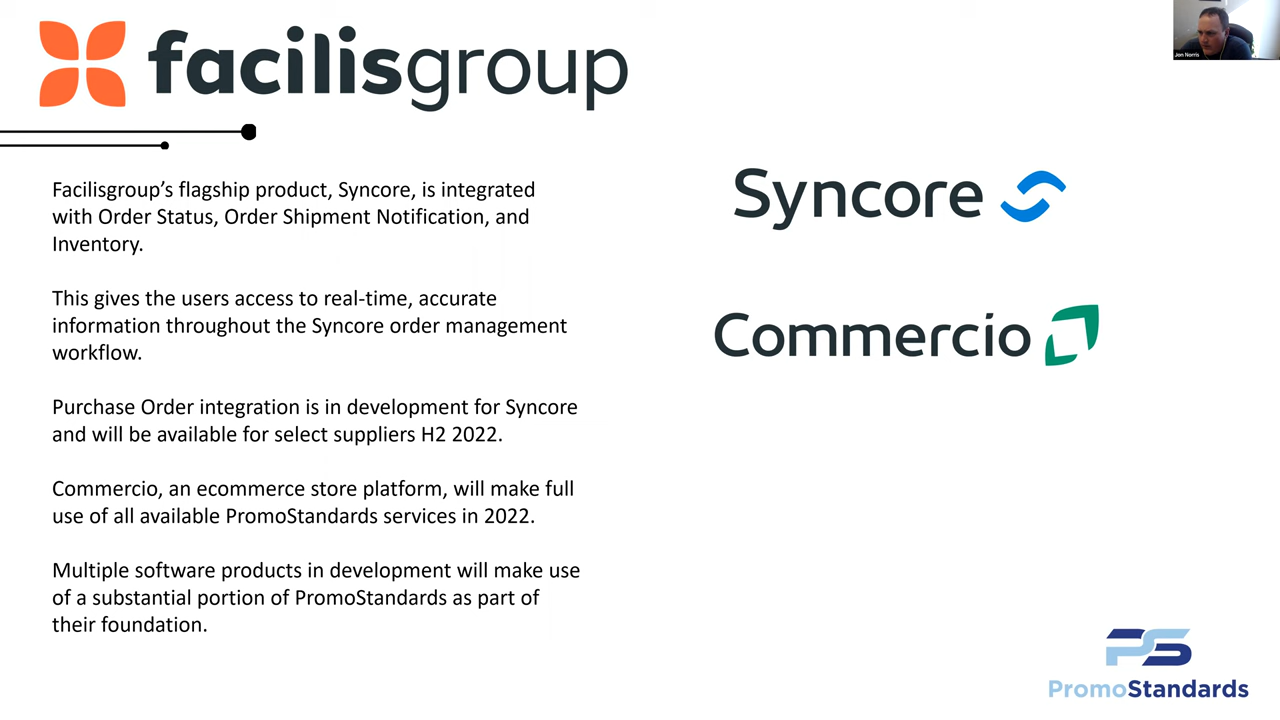 facilisgroup
Jon Norris
Facilisgroup’s flagship product, Syncore, is integrated
with Order Status, Order Shipment Notification, and
Inventory.
This gives the users access to real-time, accurate
information throughout the Syncore order management
workflow.
Purchase Order integration is in development for Syncore
and will be available for select suppliers H2 2022.
Commercio, an ecommerce store platform, will make full
use of all available PromoStandards services in 2022.
Multiple software products in development will make use
of a substantial portion of PromoStandards as part of
their foundation.
Syncore
Commercio
PS
PromoStandards